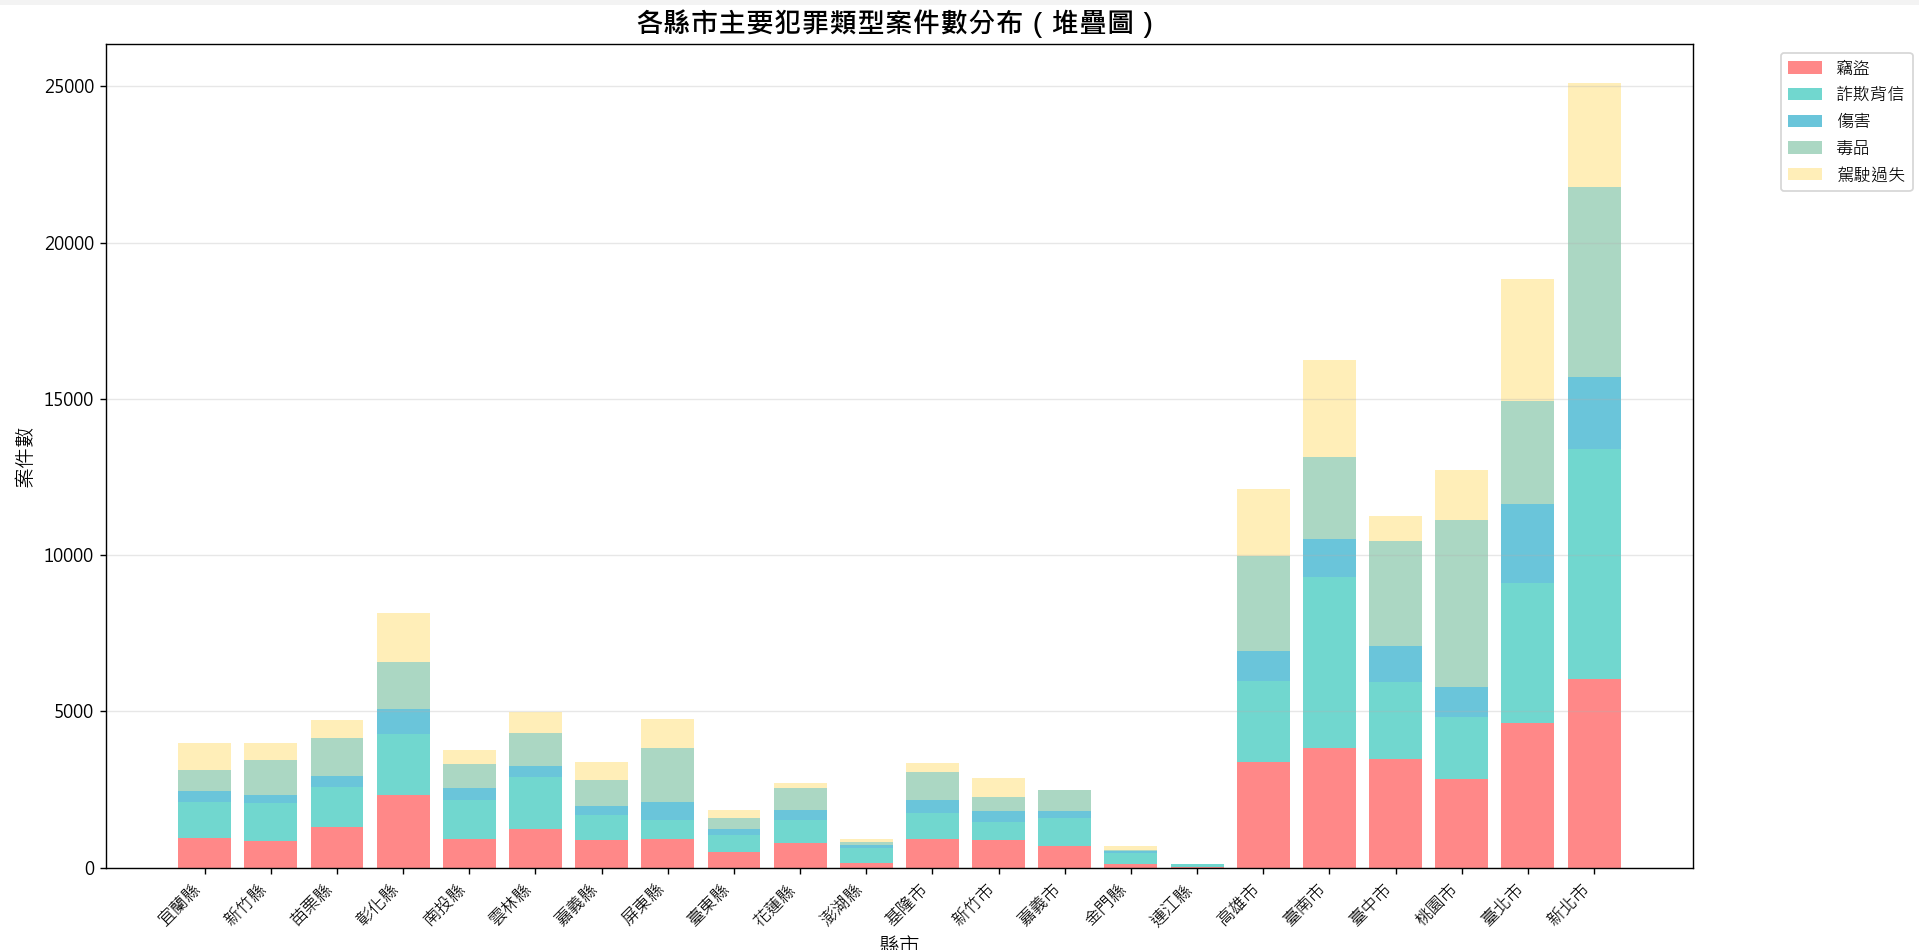 各縣市主要犯罪類型案件數分布（堆疊圖）
竊盜
詐欺背信
傷害
毒品
駕駛過失
案件數
25000
20000
15000
10000
5000
0
宜蘭縣
新竹縣
苗栗縣
彰化縣
南投縣
雲林縣
嘉義縣
屏東縣
臺東縣
花蓮縣
澎湖縣
基隆市
新竹市
嘉義市
金門縣
連江縣
高雄市
臺南市
臺中市
桃園市
臺北市
新北市
縣市